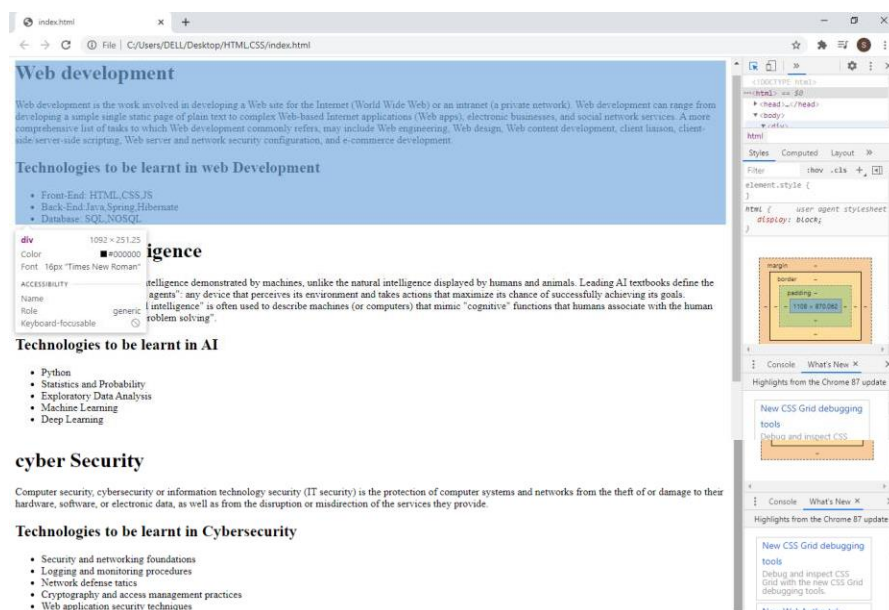 index.html × +
File | C:/Users/DELL/Desktop/HTML,CSS/index.html
Web development
Web development is the work involved in developing a Web site for the Internet (World Wide Web) or an intranet (a private network). Web development can range from
developing a simple single static page of plain text to complex Web-based Internet applications (Web apps), electronic businesses, and social network services. A more
comprehensive list of tasks to which Web development commonly refers, may include Web engineering, Web design, Web content development, client liaison, client-
side/server-side scripting, Web server and network security configuration, and e-commerce development.
Technologies to be learnt in web Development
• Front-End: HTML,CSS,JS
• Back-End:Java,Spring,Hibernate
• Database: SQL,NOSQL
div 1092 × 251.25
Color #000000
Font 16px "Times New Roman"
ACCESSIBILITY
Name
Role generic
Keyboard-focusable
igence
telligence demonstrated by machines, unlike the natural intelligence displayed by humans and animals. Leading AI textbooks define the
agents": any device that perceives its environment and takes actions that maximize its chance of successfully achieving its goals.
intelligence" is often used to describe machines (or computers) that mimic "cognitive" functions that humans associate with the human
roblem solving".
Technologies to be learnt in AI
• Python
• Statistics and Probability
• Exploratory Data Analysis
• Machine Learning
• Deep Learning
cyber Security
Computer security, cybersecurity or information technology security (IT security) is the protection of computer systems and networks from the theft of or damage to their
hardware, software, or electronic data, as well as from the disruption or misdirection of the services they provide.
Technologies to be learnt in Cybersecurity
• Security and networking foundations
• Logging and monitoring procedures
• Network defense tatics
• Cryptography and access management practices
• Web application security techniques
S
<!DOCTYPE html>
<html> == $0
<head>…</head>
<body>
<div>
html
Styles Computed Layout »
Filter :hov .cls +
element.style {
}
html { user agent stylesheet
display: block;
}
margin -
border -
padding -
1108 × 870.062
Console What's New ×
Highlights from the Chrome 87 update
New CSS Grid debugging
tools
Debug and inspect CSS
Console What's New ×
Highlights from the Chrome 87 update
New CSS Grid debugging
tools
Debug and inspect CSS
Grid with the new CSS Grid
debugging tools.